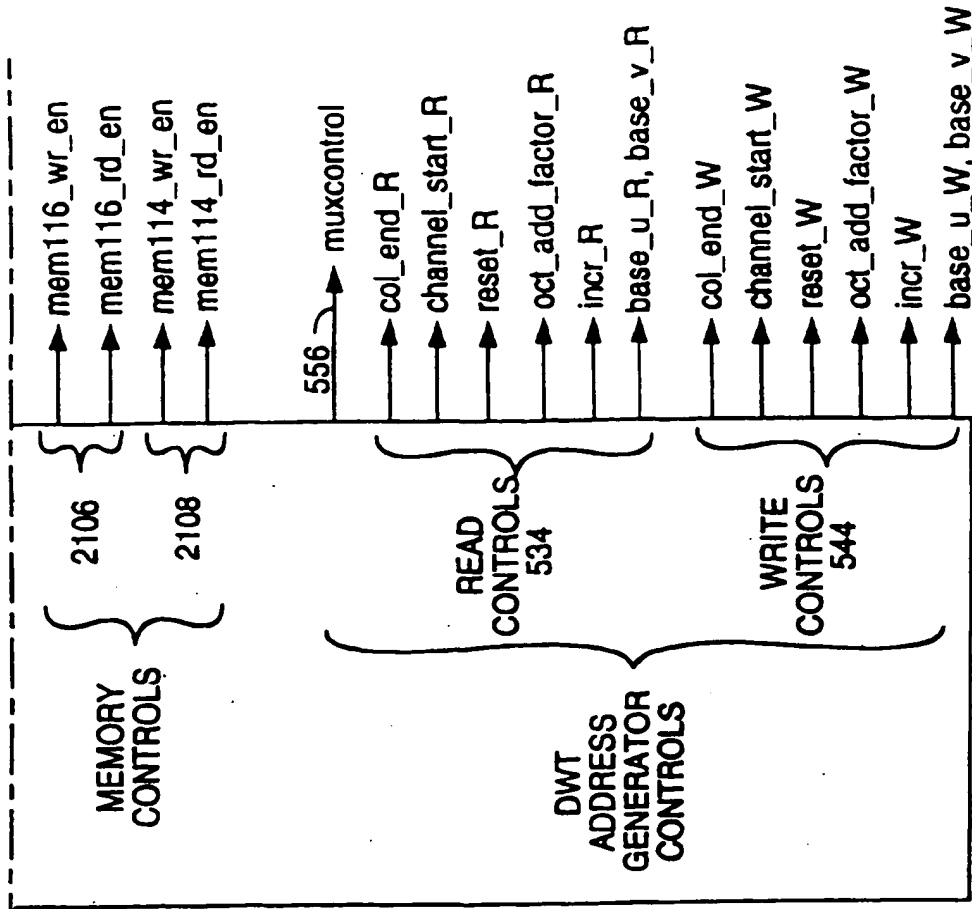 MEMORY
CONTROLS
2106
mem116_wr_en
mem116_rd_en
2108
mem114_wr_en
mem114_rd_en
DWT
ADDRESS
GENERATOR
CONTROLS
556
muxcontrol
READ
CONTROLS
534
col_end_R
channel_start_R
reset_R
oct_add_factor_R
incr_R
base_u_R, base_v_R
WRITE
CONTROLS
544
col_end_W
channel_start_W
reset_W
oct_add_factor_W
incr_W
base_u_W, base_v_W